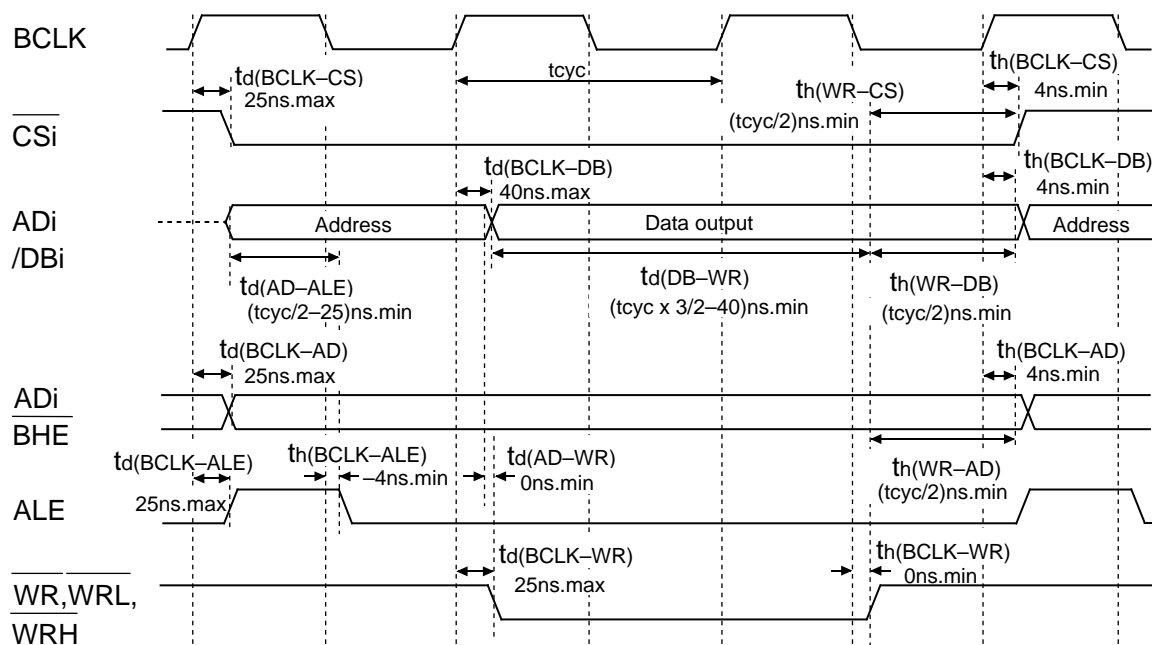 BCLK
td(BCLK–CS)
25ns.max
tcyc
th(BCLK–CS)
4ns.min
th(WR–CS)
(tcyc/2)ns.min
CSi
td(BCLK–DB)
40ns.max
th(BCLK–DB)
4ns.min
ADi
/DBi
Address
Data output
Address
td(AD–ALE)
(tcyc/2–25)ns.min
td(DB–WR)
(tcyc x 3/2–40)ns.min
th(WR–DB)
(tcyc/2)ns.min
td(BCLK–AD)
25ns.max
th(BCLK–AD)
4ns.min
ADi
BHE
td(BCLK–ALE)
25ns.max
th(BCLK–ALE)
–4ns.min
td(AD–WR)
0ns.min
th(WR–AD)
(tcyc/2)ns.min
ALE
td(BCLK–WR)
25ns.max
th(BCLK–WR)
0ns.min
WR,WRL,
WRH